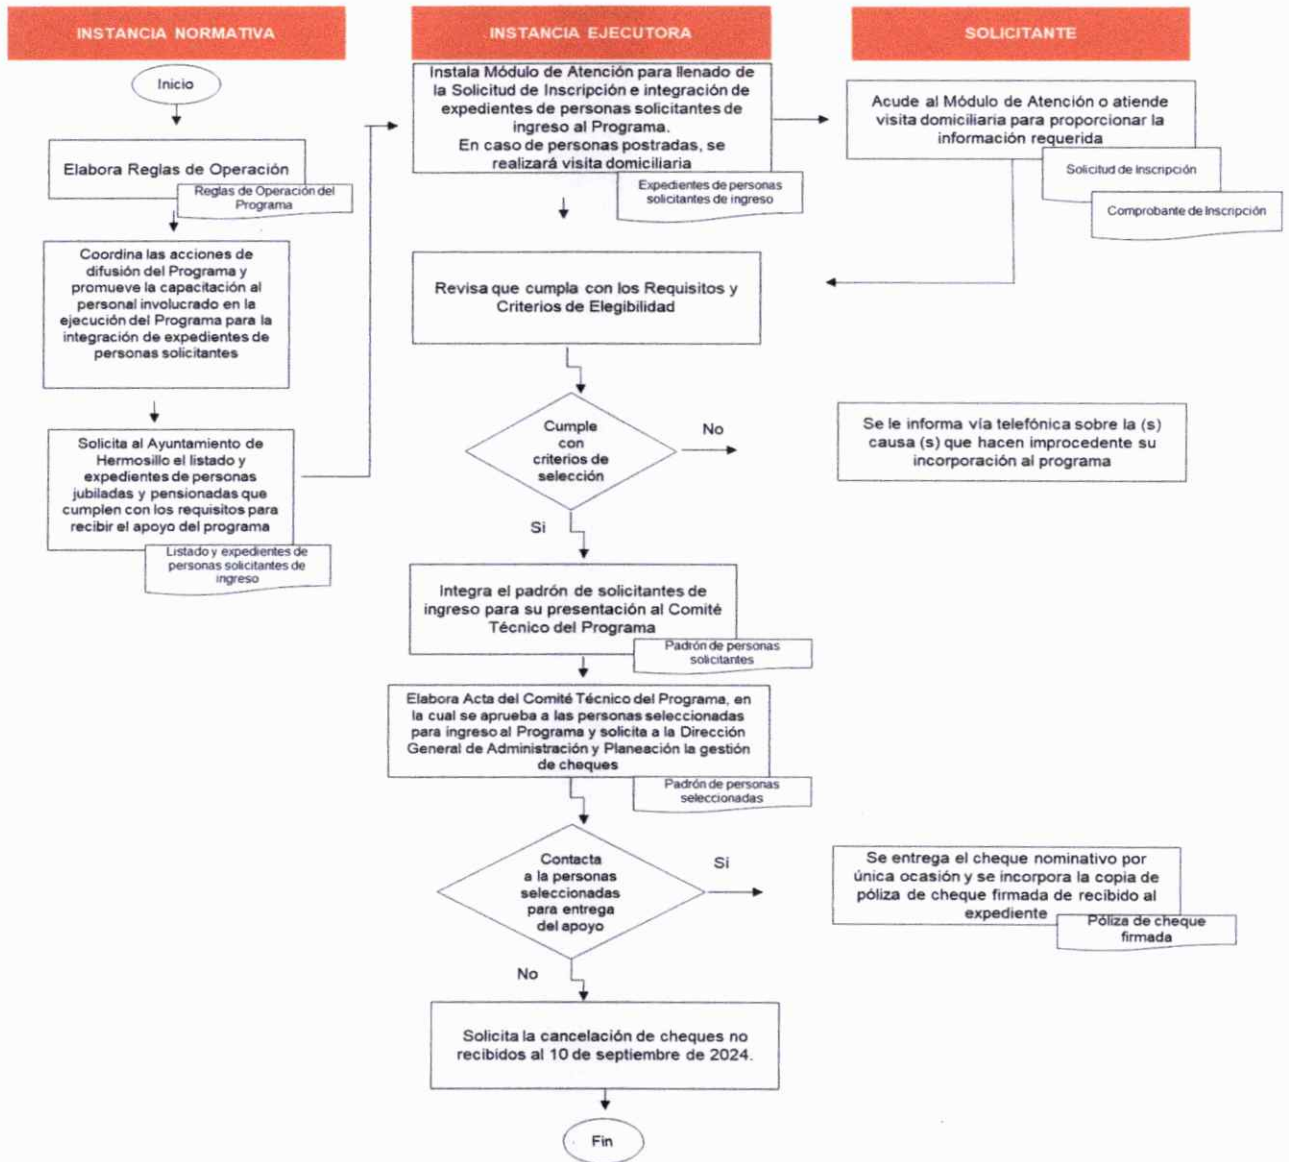 INSTANCIA NORMATIVA
Inicio
Elabora Reglas de Operación
Reglas de Operación del
Programa
Coordina las acciones de
difusión del Programa y
promueve la capacitación al
personal involucrado en la
ejecución del Programa para la
integración de expedientes de
personas solicitantes
Solicita al Ayuntamiento de
Hermosillo el listado y
expedientes de personas
jubiladas y pensionadas que
cumplen con los requisitos para
recibir el apoyo del programa
Listado y expedientes de
personas solicitantes de
ingreso
INSTANCIA EJECUTORA
Instala Módulo de Atención para llenado de
la Solicitud de Inscripción e integración de
expedientes de personas solicitantes de
ingreso al Programa.
En caso de personas postradas, se
realizará visita domiciliaria
Expedientes de personas
solicitantes de ingreso
Revisa que cumpla con los Requisitos y
Criterios de Elegibilidad
Cumple
con
criterios de
selección
No
Si
Integra el padrón de solicitantes de
ingreso para su presentación al Comité
Técnico del Programa
Padrón de personas
solicitantes
Elabora Acta del Comité Técnico del Programa, en
la cual se aprueba a las personas seleccionadas
para ingreso al Programa y solicita a la Dirección
General de Administración y Planeación la gestión
de cheques
Padrón de personas
seleccionadas
Contacta
a la personas
seleccionadas
para entrega
del apoyo
Si
No
Solicita la cancelación de cheques no
recibidos al 10 de septiembre de 2024.
Fin
SOLICITANTE
Acude al Módulo de Atención o atiende
visita domiciliaria para proporcionar la
información requerida
Solicitud de Inscripción
Comprobante de Inscripción
Se le informa vía telefónica sobre la (s)
causa (s) que hacen improcedente su
incorporación al programa
Se entrega el cheque nominativo por
única ocasión y se incorpora la copia de
póliza de cheque firmada de recibido al
expediente
Póliza de cheque
firmada